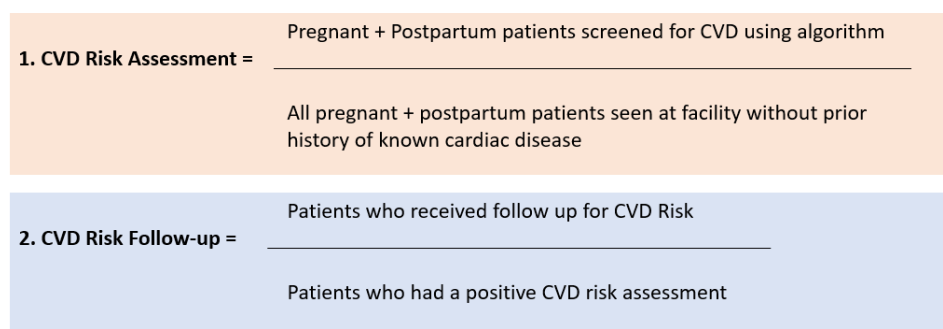 Pregnant + Postpartum patients screened for CVD using algorithm
1. CVD Risk Assessment =
All pregnant + postpartum patients seen at facility without prior
history of known cardiac disease
Patients who received follow up for CVD Risk
2. CVD Risk Follow-up =
Patients who had a positive CVD risk assessment